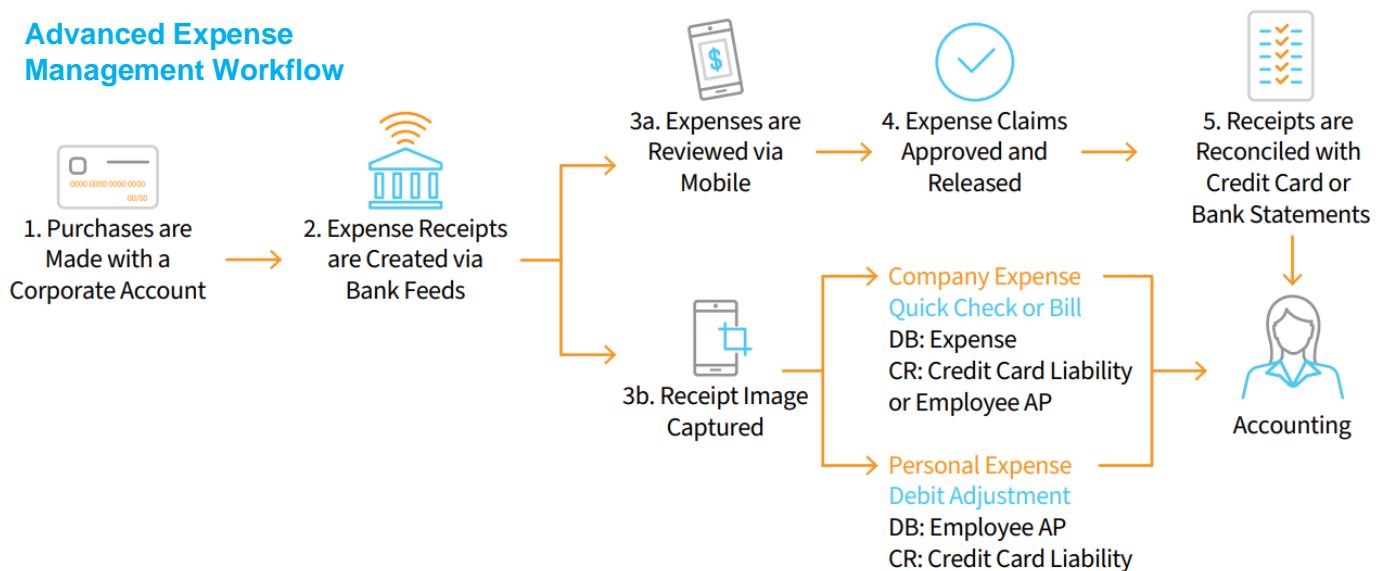 Advanced Expense
Management Workflow
0000 0000 0000 0000
00/00
1. Purchases are
Made with a
Corporate Account
2. Expense Receipts
are Created via
Bank Feeds
$
3a. Expenses are
Reviewed via
Mobile
4. Expense Claims
Approved and
Released
5. Receipts are
Reconciled with
Credit Card or
Bank Statements
3b. Receipt Image
Captured
Company Expense
Quick Check or Bill
DB: Expense
CR: Credit Card Liability
or Employee AP
Personal Expense
Debit Adjustment
DB: Employee AP
CR: Credit Card Liability
Accounting